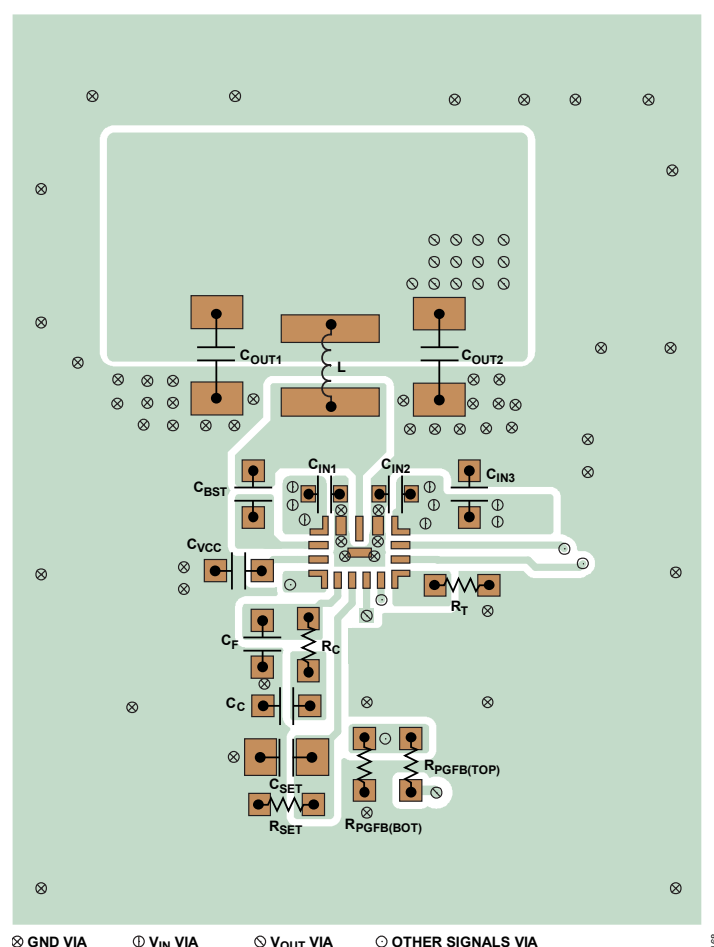 COUT1
L
COUT2
CIN1
CIN2
CIN3
CBST
CVCC
RT
CF
RC
CC
CSET
RPGFB(TOP)
RSET
RPGFB(BOT)
⊗ GND VIA ⦶ VIN VIA ⦸ VOUT VIA ⊙ OTHER SIGNALS VIA